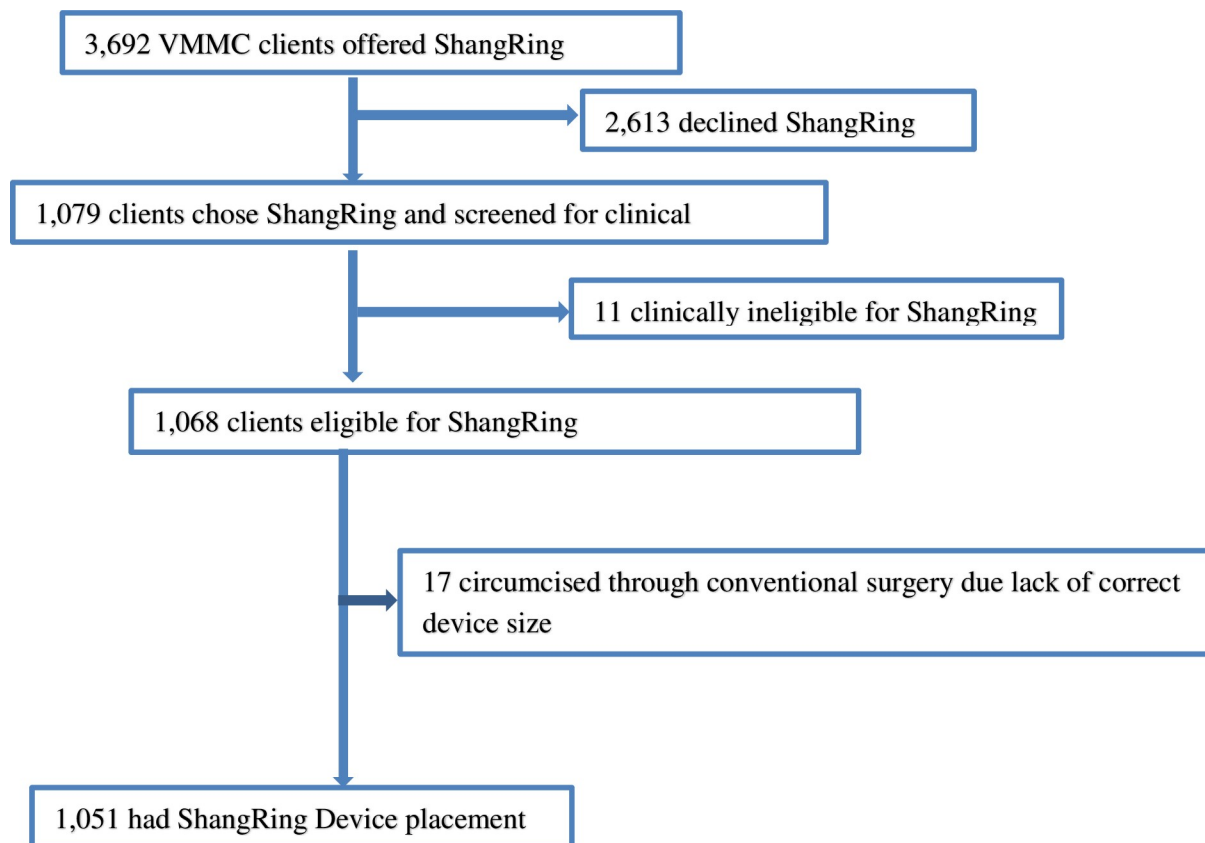 3,692 VMMC clients offered ShangRing
2,613 declined ShangRing
1,079 clients chose ShangRing and screened for clinical
11 clinically ineligible for ShangRing
1,068 clients eligible for ShangRing
17 circumcised through conventional surgery due lack of correct
device size
1,051 had ShangRing Device placement